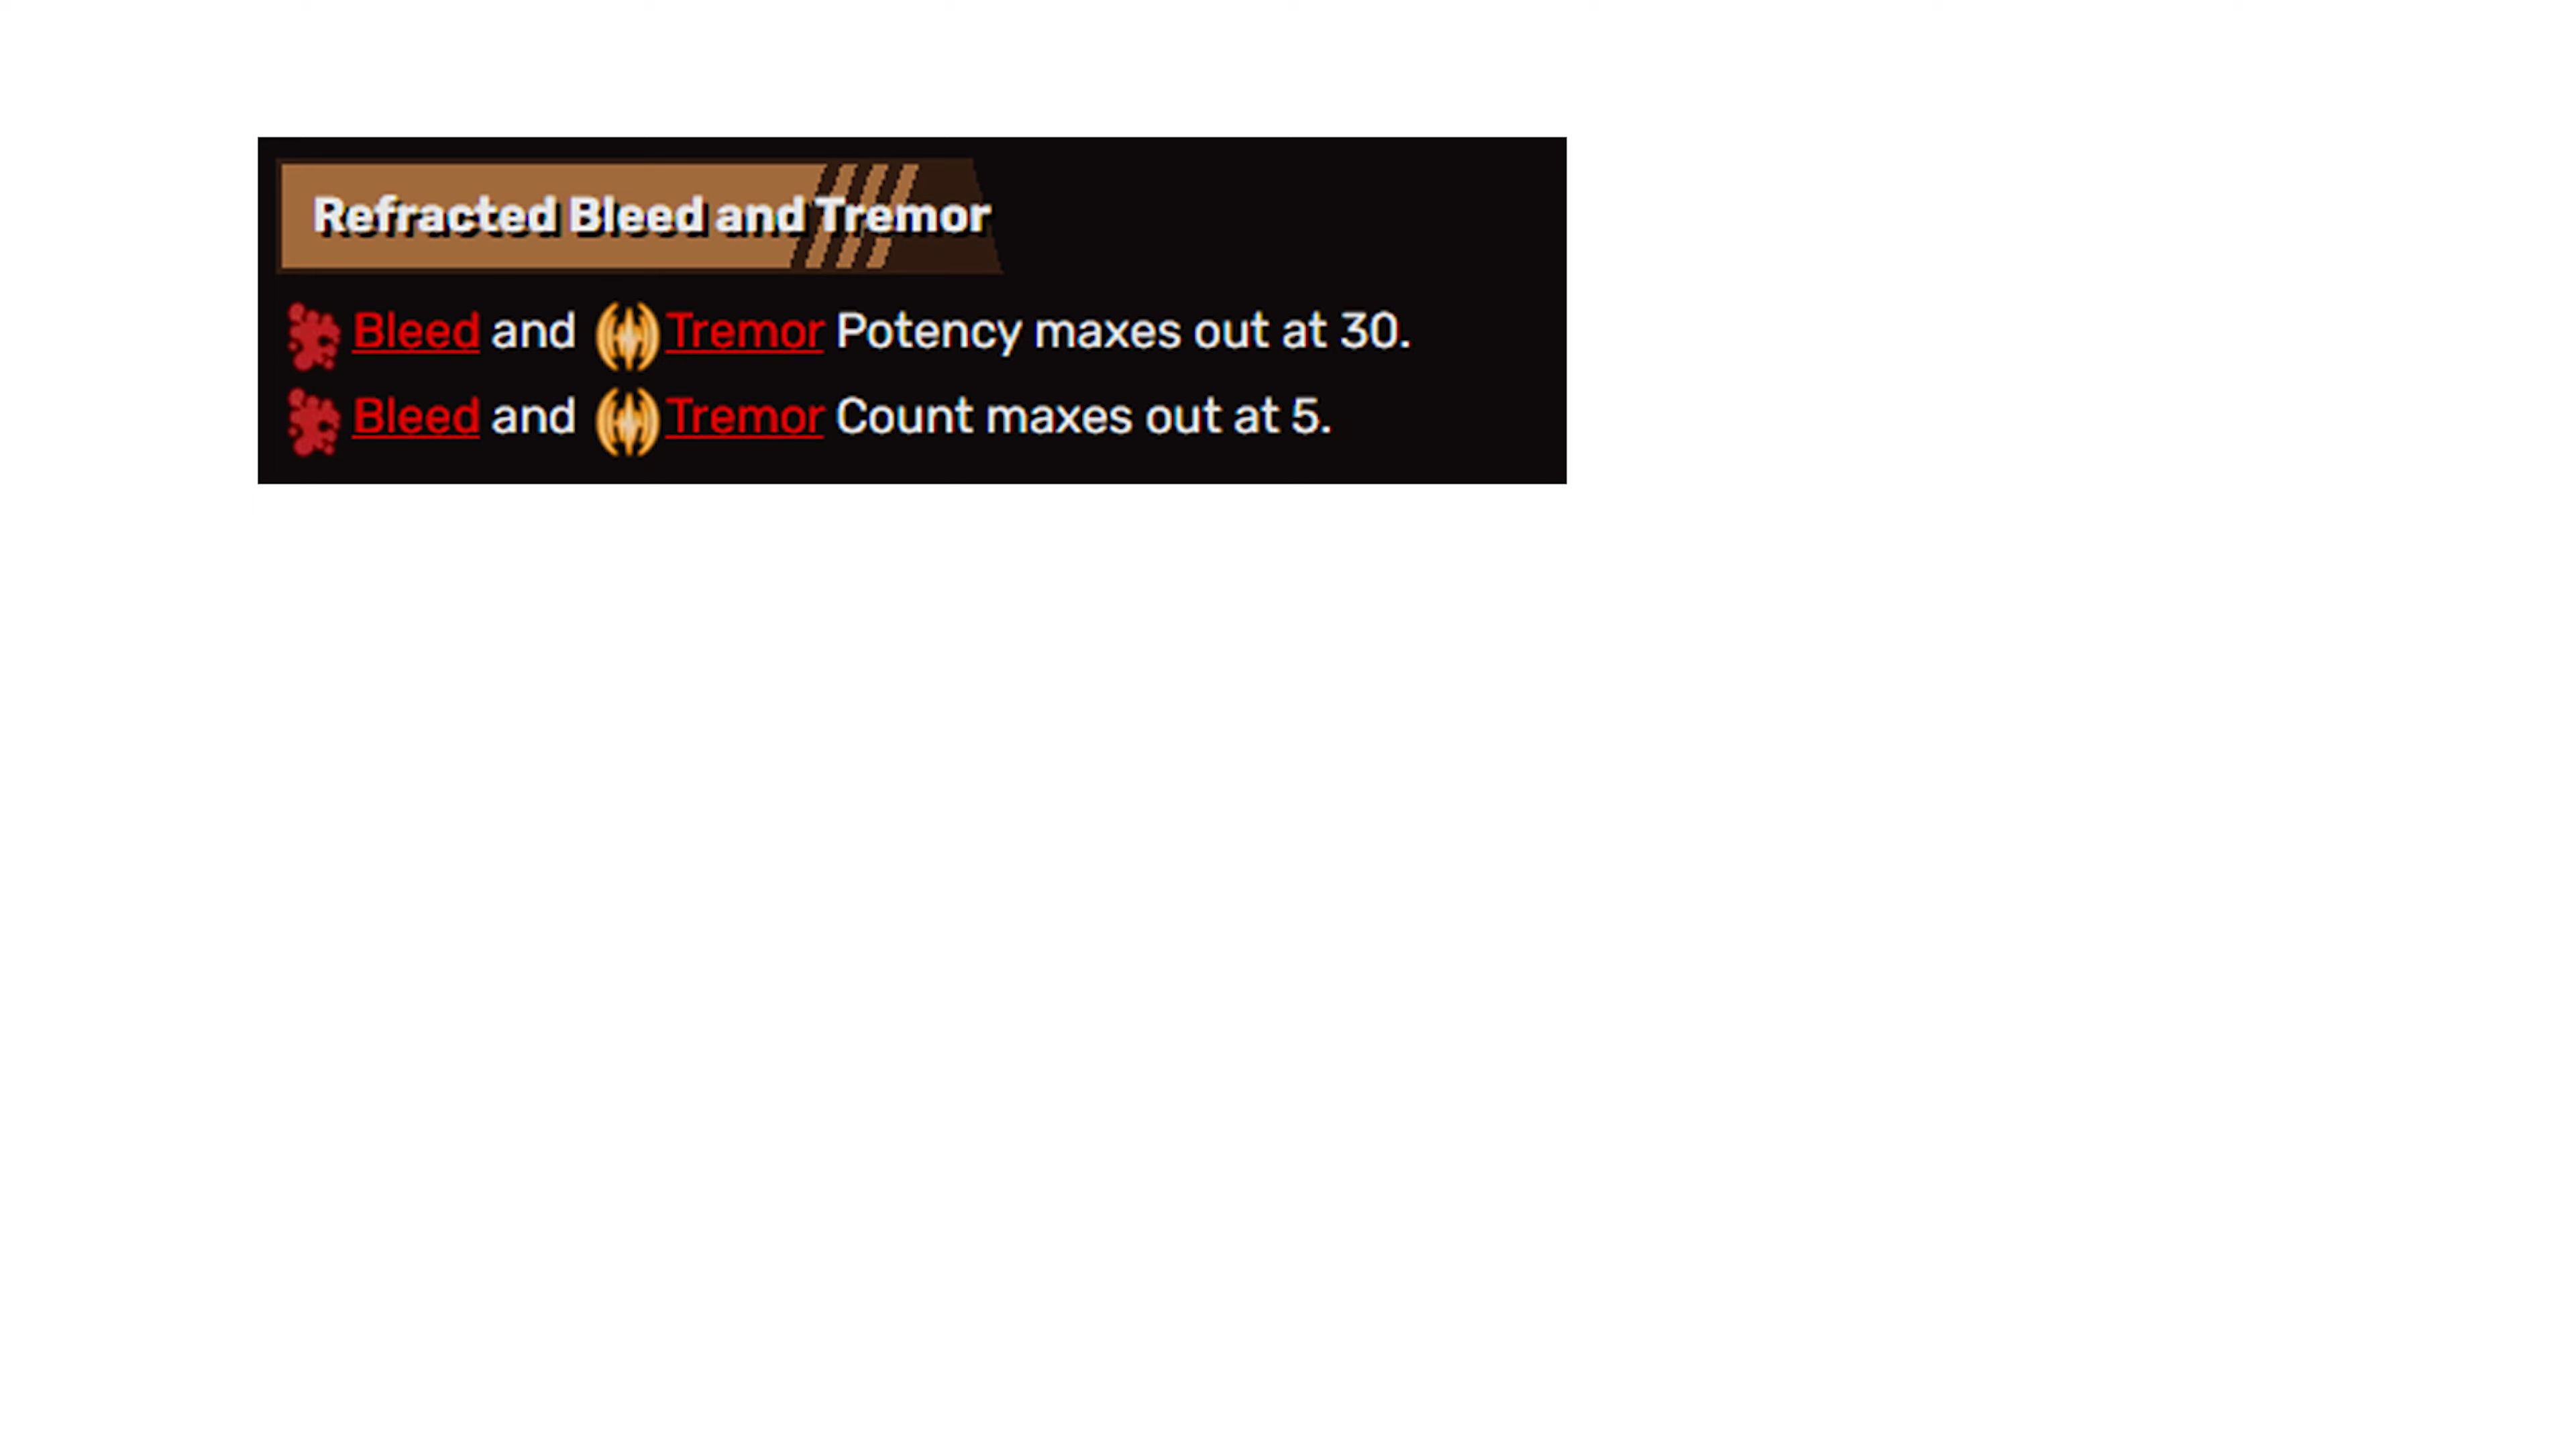 Refracted Bleed and Tremor
Bleed and Tremor Potency maxes out at 30.
Bleed and Tremor Count maxes out at 5.